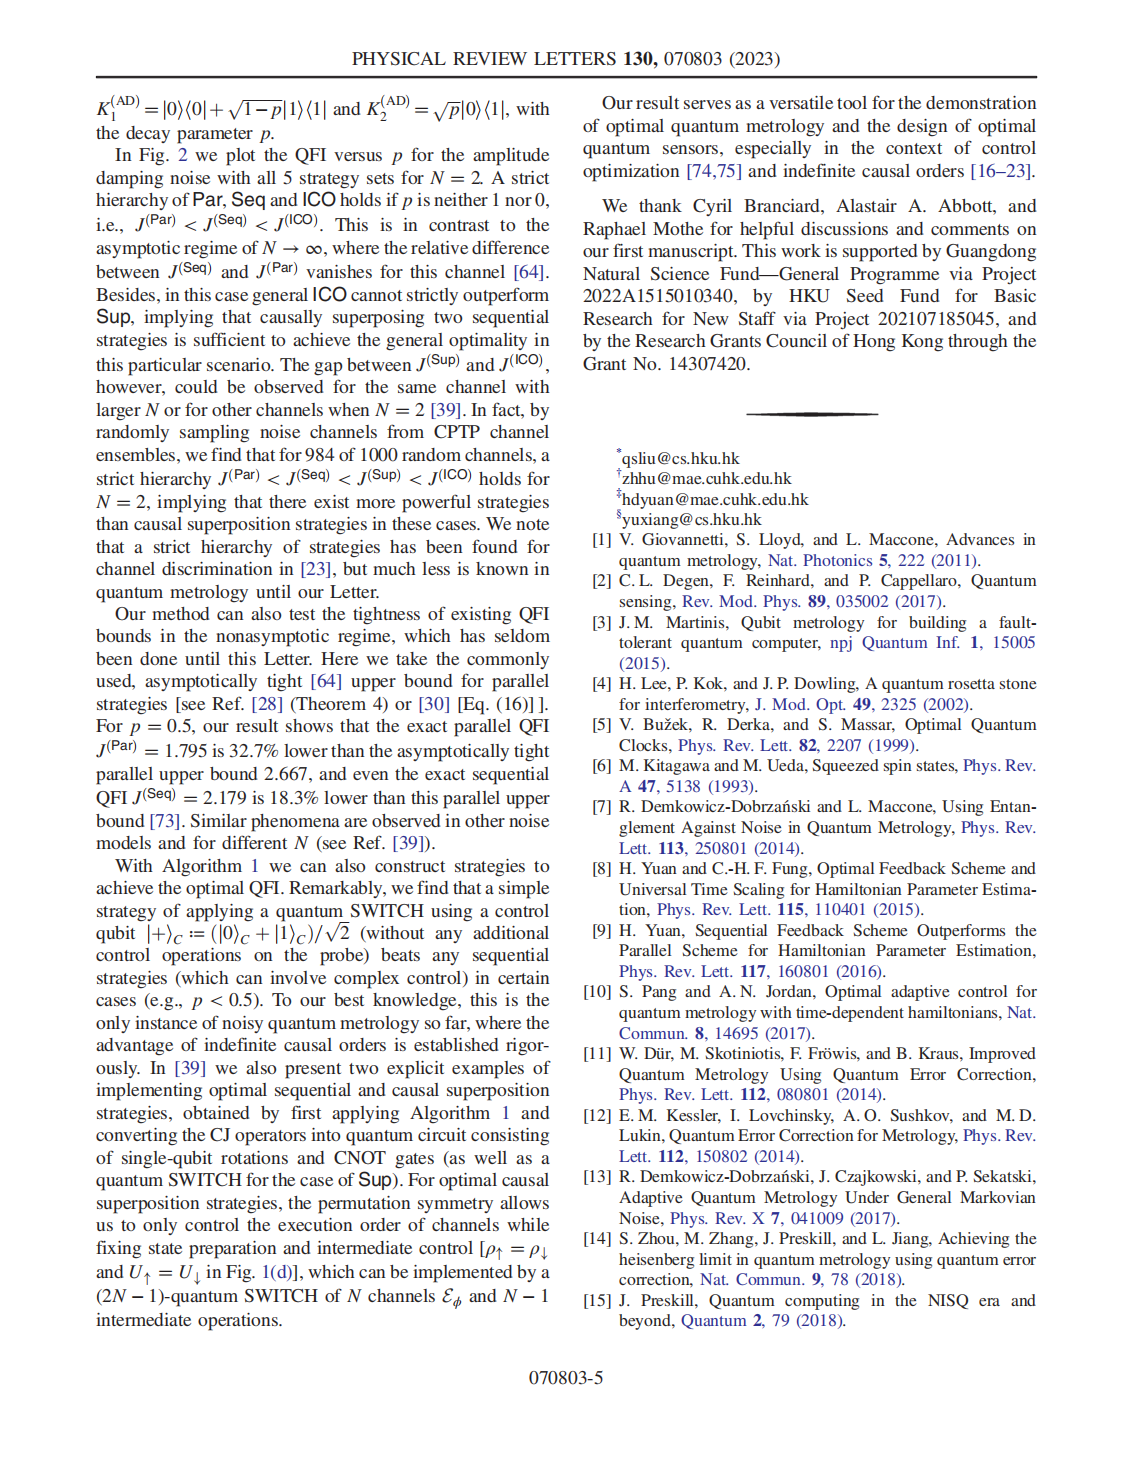 PHYSICAL REVIEW LETTERS 130, 070803 (2023)
K₁^(AD) = |0⟩⟨0| + √(1−p)|1⟩⟨1| and K₂^(AD) = √p|0⟩⟨1|, with
the decay parameter p.
In Fig. 2 we plot the QFI versus p for the amplitude
damping noise with all 5 strategy sets for N = 2. A strict
hierarchy of Par, Seq and ICO holds if p is neither 1 nor 0,
i.e., J^(Par) < J^(Seq) < J^(ICO). This is in contrast to the
asymptotic regime of N → ∞, where the relative difference
between J^(Seq) and J^(Par) vanishes for this channel [64].
Besides, in this case general ICO cannot strictly outperform
Sup, implying that causally superposing two sequential
strategies is sufficient to achieve the general optimality in
this particular scenario. The gap between J^(Sup) and J^(ICO),
however, could be observed for the same channel with
larger N or for other channels when N = 2 [39]. In fact, by
randomly sampling noise channels from CPTP channel
ensembles, we find that for 984 of 1000 random channels, a
strict hierarchy J^(Par) < J^(Seq) < J^(Sup) < J^(ICO) holds for
N = 2, implying that there exist more powerful strategies
than causal superposition strategies in these cases. We note
that a strict hierarchy of strategies has been found for
channel discrimination in [23], but much less is known in
quantum metrology until our Letter.
Our method can also test the tightness of existing QFI
bounds in the nonasymptotic regime, which has seldom
been done until this Letter. Here we take the commonly
used, asymptotically tight [64] upper bound for parallel
strategies [see Ref. [28] (Theorem 4) or [30] [Eq. (16)] ].
For p = 0.5, our result shows that the exact parallel QFI
J^(Par) = 1.795 is 32.7% lower than the asymptotically tight
parallel upper bound 2.667, and even the exact sequential
QFI J^(Seq) = 2.179 is 18.3% lower than this parallel upper
bound [73]. Similar phenomena are observed in other noise
models and for different N (see Ref. [39]).
With Algorithm 1 we can also construct strategies to
achieve the optimal QFI. Remarkably, we find that a simple
strategy of applying a quantum SWITCH using a control
qubit |+⟩_C := (|0⟩_C + |1⟩_C)/√2 (without any additional
control operations on the probe) beats any sequential
strategies (which can involve complex control) in certain
cases (e.g., p < 0.5). To our best knowledge, this is the
only instance of noisy quantum metrology so far, where the
advantage of indefinite causal orders is established rigor-
ously. In [39] we also present two explicit examples of
implementing optimal sequential and causal superposition
strategies, obtained by first applying Algorithm 1 and
converting the CJ operators into quantum circuit consisting
of single-qubit rotations and CNOT gates (as well as a
quantum SWITCH for the case of Sup). For optimal causal
superposition strategies, the permutation symmetry allows
us to only control the execution order of channels while
fixing state preparation and intermediate control [ρ↑ = ρ↓
and U↑ = U↓ in Fig. 1(d)], which can be implemented by a
(2N − 1)-quantum SWITCH of N channels ℰ_ϕ and N − 1
intermediate operations.
Our result serves as a versatile tool for the demonstration
of optimal quantum metrology and the design of optimal
quantum sensors, especially in the context of control
optimization [74,75] and indefinite causal orders [16–23].
We thank Cyril Branciard, Alastair A. Abbott, and
Raphael Mothe for helpful discussions and comments on
our first manuscript. This work is supported by Guangdong
Natural Science Fund—General Programme via Project
2022A1515010340, by HKU Seed Fund for Basic
Research for New Staff via Project 202107185045, and
by the Research Grants Council of Hong Kong through the
Grant No. 14307420.
*qsliu@cs.hku.hk
†zhhu@mae.cuhk.edu.hk
‡hdyuan@mae.cuhk.edu.hk
§yuxiang@cs.hku.hk
[1] V. Giovannetti, S. Lloyd, and L. Maccone, Advances in
quantum metrology, Nat. Photonics 5, 222 (2011).
[2] C. L. Degen, F. Reinhard, and P. Cappellaro, Quantum
sensing, Rev. Mod. Phys. 89, 035002 (2017).
[3] J. M. Martinis, Qubit metrology for building a fault-
tolerant quantum computer, npj Quantum Inf. 1, 15005
(2015).
[4] H. Lee, P. Kok, and J. P. Dowling, A quantum rosetta stone
for interferometry, J. Mod. Opt. 49, 2325 (2002).
[5] V. Bužek, R. Derka, and S. Massar, Optimal Quantum
Clocks, Phys. Rev. Lett. 82, 2207 (1999).
[6] M. Kitagawa and M. Ueda, Squeezed spin states, Phys. Rev.
A 47, 5138 (1993).
[7] R. Demkowicz-Dobrzański and L. Maccone, Using Entan-
glement Against Noise in Quantum Metrology, Phys. Rev.
Lett. 113, 250801 (2014).
[8] H. Yuan and C.-H. F. Fung, Optimal Feedback Scheme and
Universal Time Scaling for Hamiltonian Parameter Estima-
tion, Phys. Rev. Lett. 115, 110401 (2015).
[9] H. Yuan, Sequential Feedback Scheme Outperforms the
Parallel Scheme for Hamiltonian Parameter Estimation,
Phys. Rev. Lett. 117, 160801 (2016).
[10] S. Pang and A. N. Jordan, Optimal adaptive control for
quantum metrology with time-dependent hamiltonians, Nat.
Commun. 8, 14695 (2017).
[11] W. Dür, M. Skotiniotis, F. Fröwis, and B. Kraus, Improved
Quantum Metrology Using Quantum Error Correction,
Phys. Rev. Lett. 112, 080801 (2014).
[12] E. M. Kessler, I. Lovchinsky, A. O. Sushkov, and M. D.
Lukin, Quantum Error Correction for Metrology, Phys. Rev.
Lett. 112, 150802 (2014).
[13] R. Demkowicz-Dobrzański, J. Czajkowski, and P. Sekatski,
Adaptive Quantum Metrology Under General Markovian
Noise, Phys. Rev. X 7, 041009 (2017).
[14] S. Zhou, M. Zhang, J. Preskill, and L. Jiang, Achieving the
heisenberg limit in quantum metrology using quantum error
correction, Nat. Commun. 9, 78 (2018).
[15] J. Preskill, Quantum computing in the NISQ era and
beyond, Quantum 2, 79 (2018).
070803-5